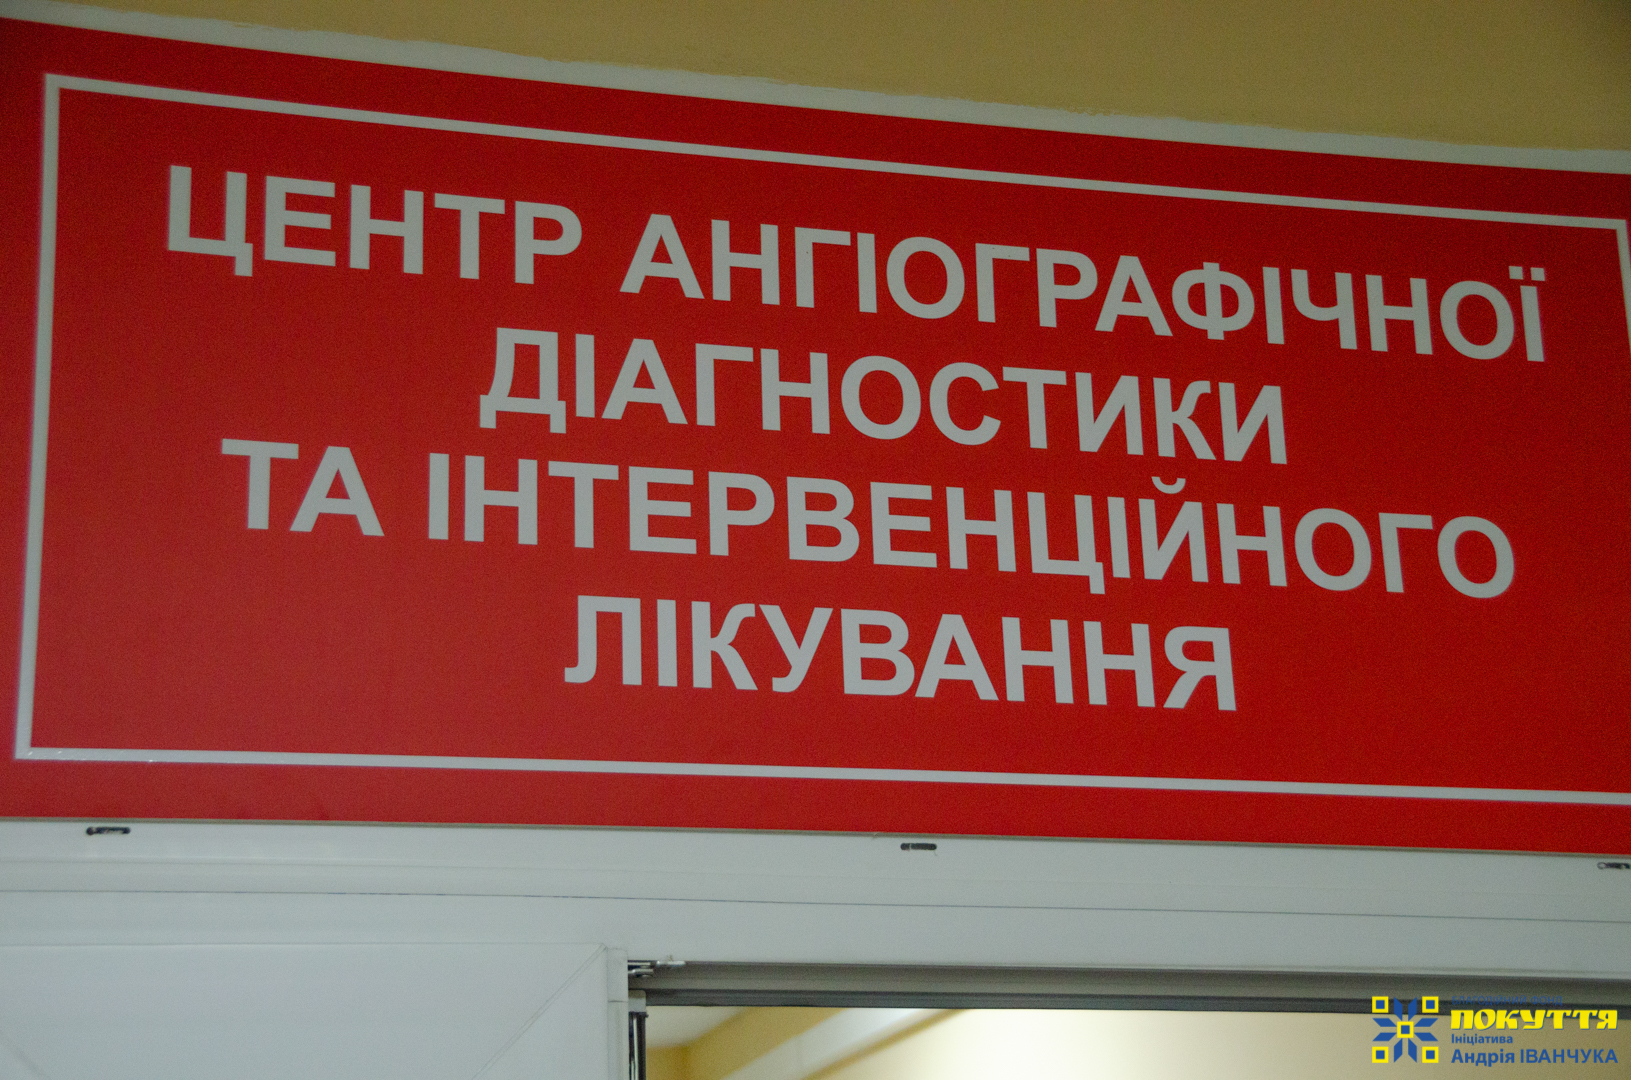 ЦЕНТР АНГІОГРАФІЧНОЇ
ДІАГНОСТИКИ
ТА ІНТЕРВЕНЦІЙНОГО
ЛІКУВАННЯ
ПОКУТТЯ
Ініціатива
Андрія ІВАНЧУКА